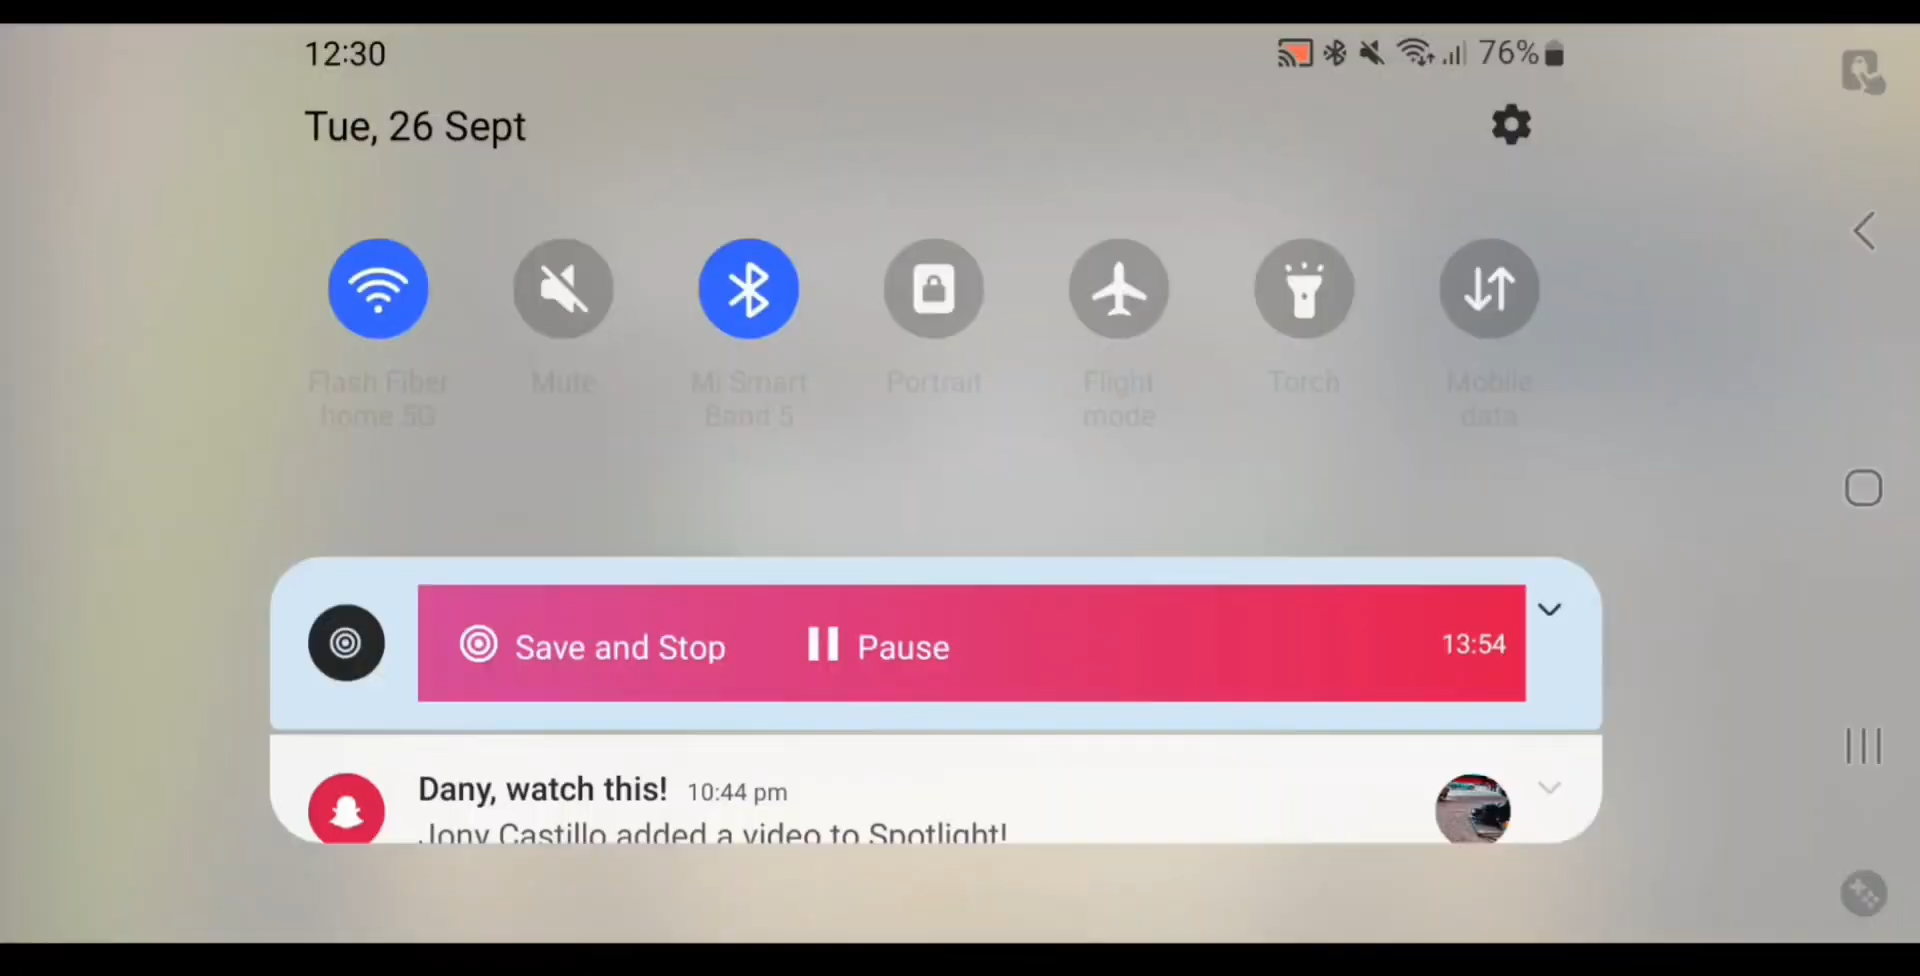 12:30
76%
Tue, 26 Sept
Flash Fiber
home 5G
Mute
Mi Smart
Band 5
Portrait
Flight
mode
Torch
Mobile
data
Save and Stop
Pause
13:54
Dany, watch this! 10:44 pm
Jony Castillo added a video to Spotlight!